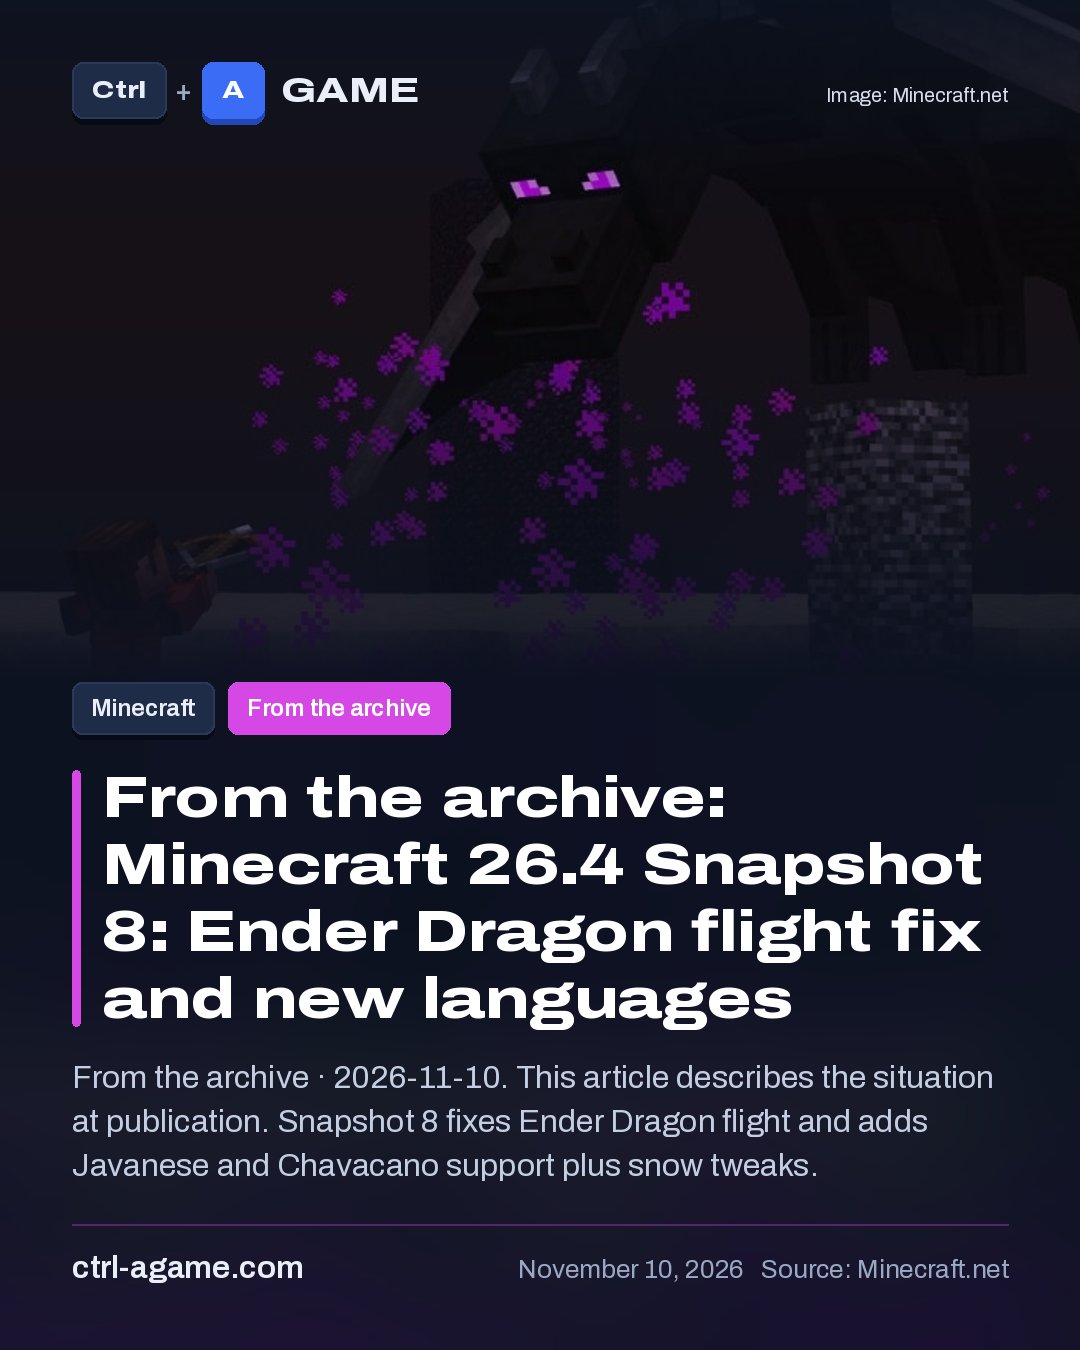 Ctrl + A GAME
Image: Minecraft.net
Minecraft
From the archive
From the archive:
Minecraft 26.4 Snapshot
8: Ender Dragon flight fix
and new languages
From the archive · 2026-11-10. This article describes the situation
at publication. Snapshot 8 fixes Ender Dragon flight and adds
Javanese and Chavacano support plus snow tweaks.
ctrl-agame.com
November 10, 2026 Source: Minecraft.net